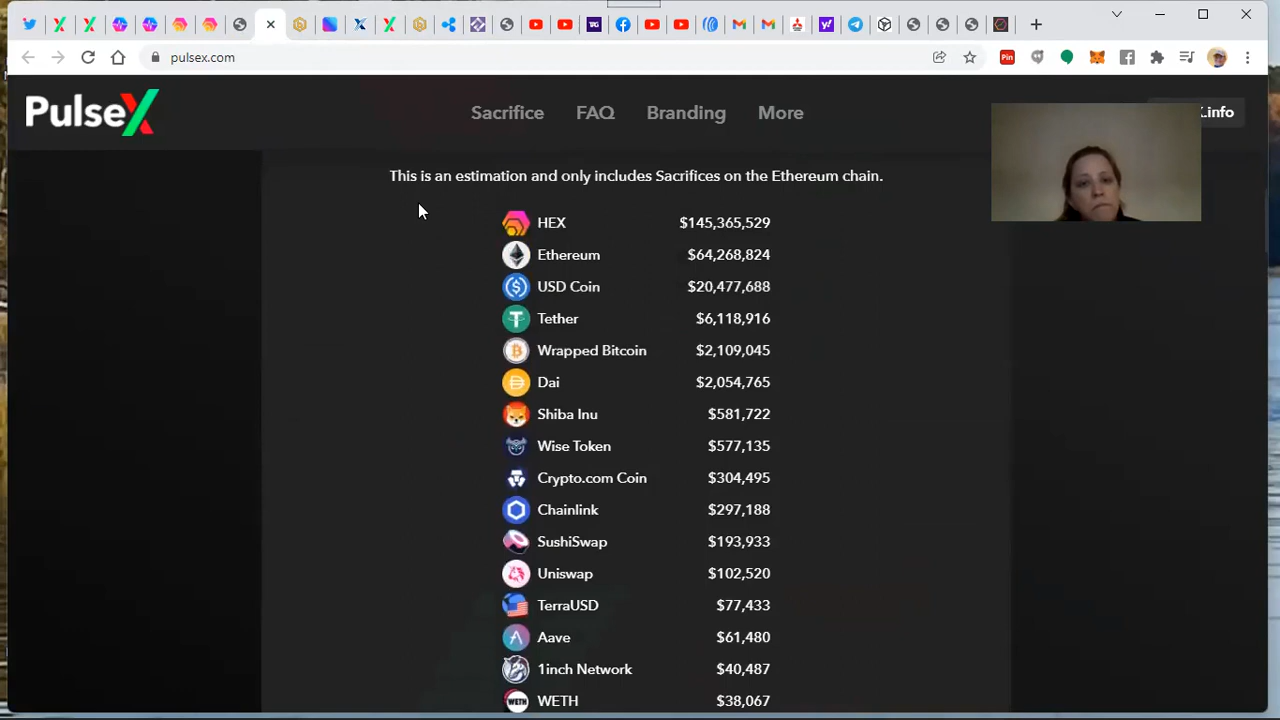 pulsex.com
Pin
PulseX
Sacrifice
FAQ
Branding
More
.info
This is an estimation and only includes Sacrifices on the Ethereum chain.
HEX $145,365,529
Ethereum $64,268,824
USD Coin $20,477,688
Tether $6,118,916
Wrapped Bitcoin $2,109,045
Dai $2,054,765
Shiba Inu $581,722
Wise Token $577,135
Crypto.com Coin $304,495
Chainlink $297,188
SushiSwap $193,933
Uniswap $102,520
TerraUSD $77,433
Aave $61,480
1inch Network $40,487
WETH WETH $38,067